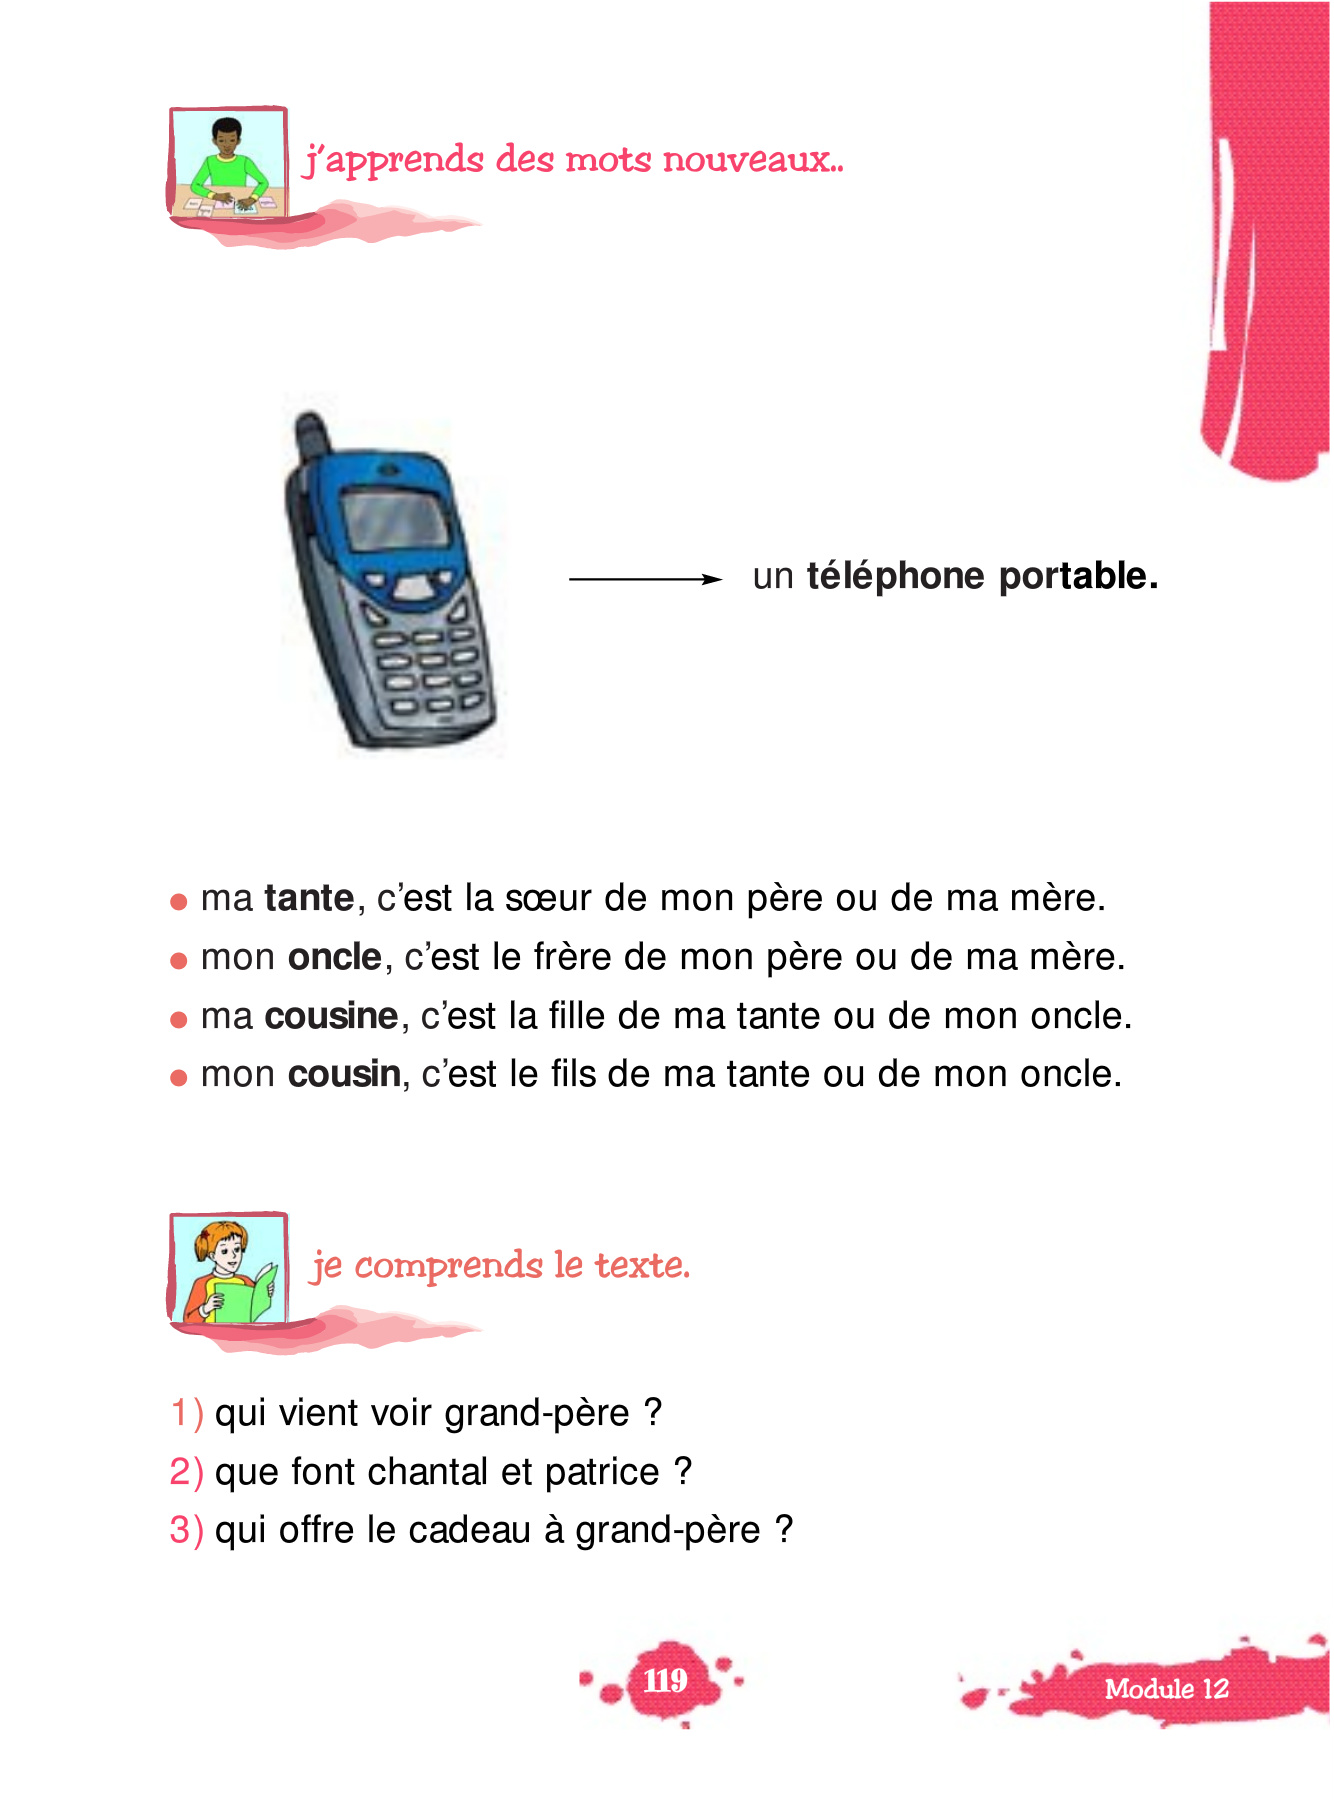 j'apprends des mots nouveaux..
un téléphone portable.
● ma tante, c'est la sœur de mon père ou de ma mère.
● mon oncle, c'est le frère de mon père ou de ma mère.
● ma cousine, c'est la fille de ma tante ou de mon oncle.
● mon cousin, c'est le fils de ma tante ou de mon oncle.
je comprends le texte.
1) qui vient voir grand-père ?
2) que font chantal et patrice ?
3) qui offre le cadeau à grand-père ?
119
Module 12